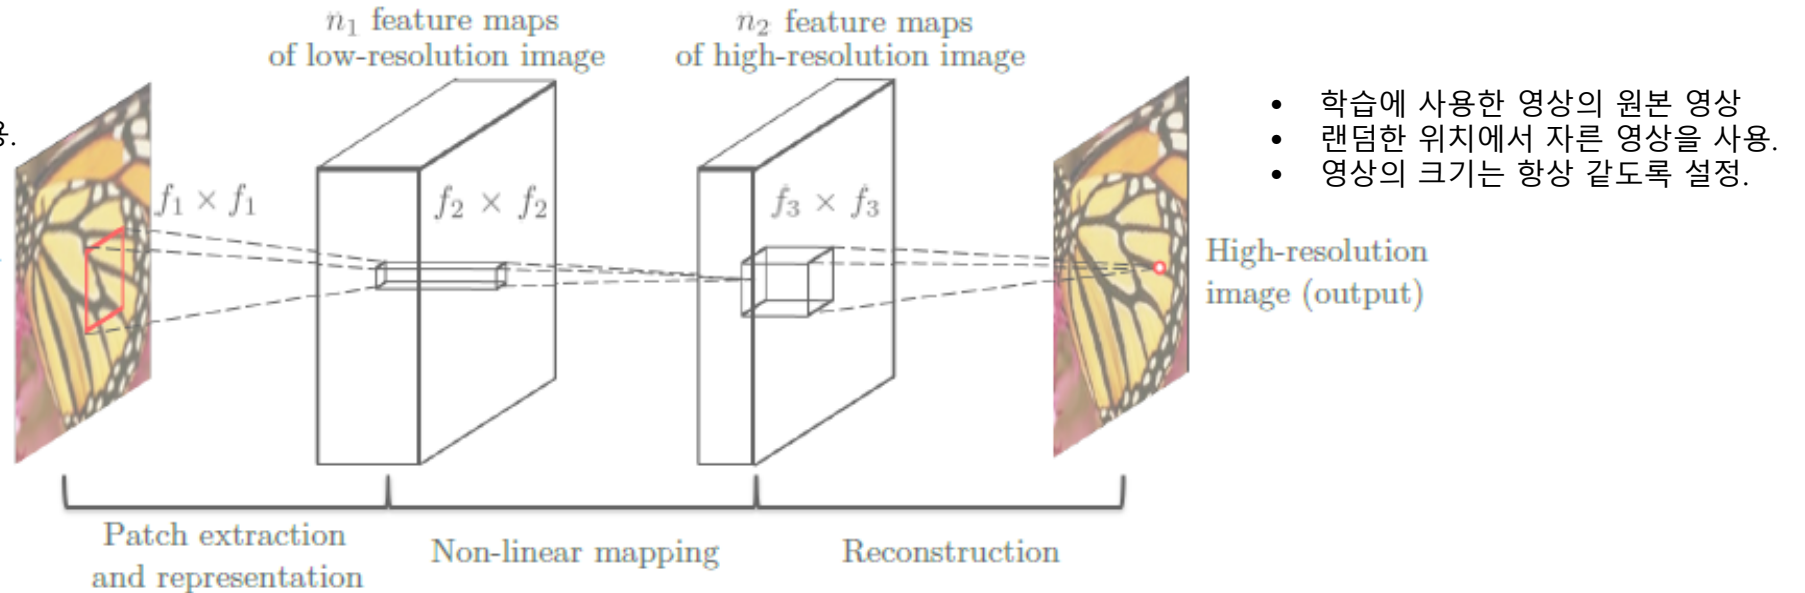 n₁ feature maps
of low-resolution image
n₂ feature maps
of high-resolution image
용.
f₁ × f₁
f₂ × f₂
f₃ × f₃
• 학습에 사용한 영상의 원본 영상
• 랜덤한 위치에서 자른 영상을 사용.
• 영상의 크기는 항상 같도록 설정.
High-resolution
image (output)
Patch extraction
and representation
Non-linear mapping
Reconstruction